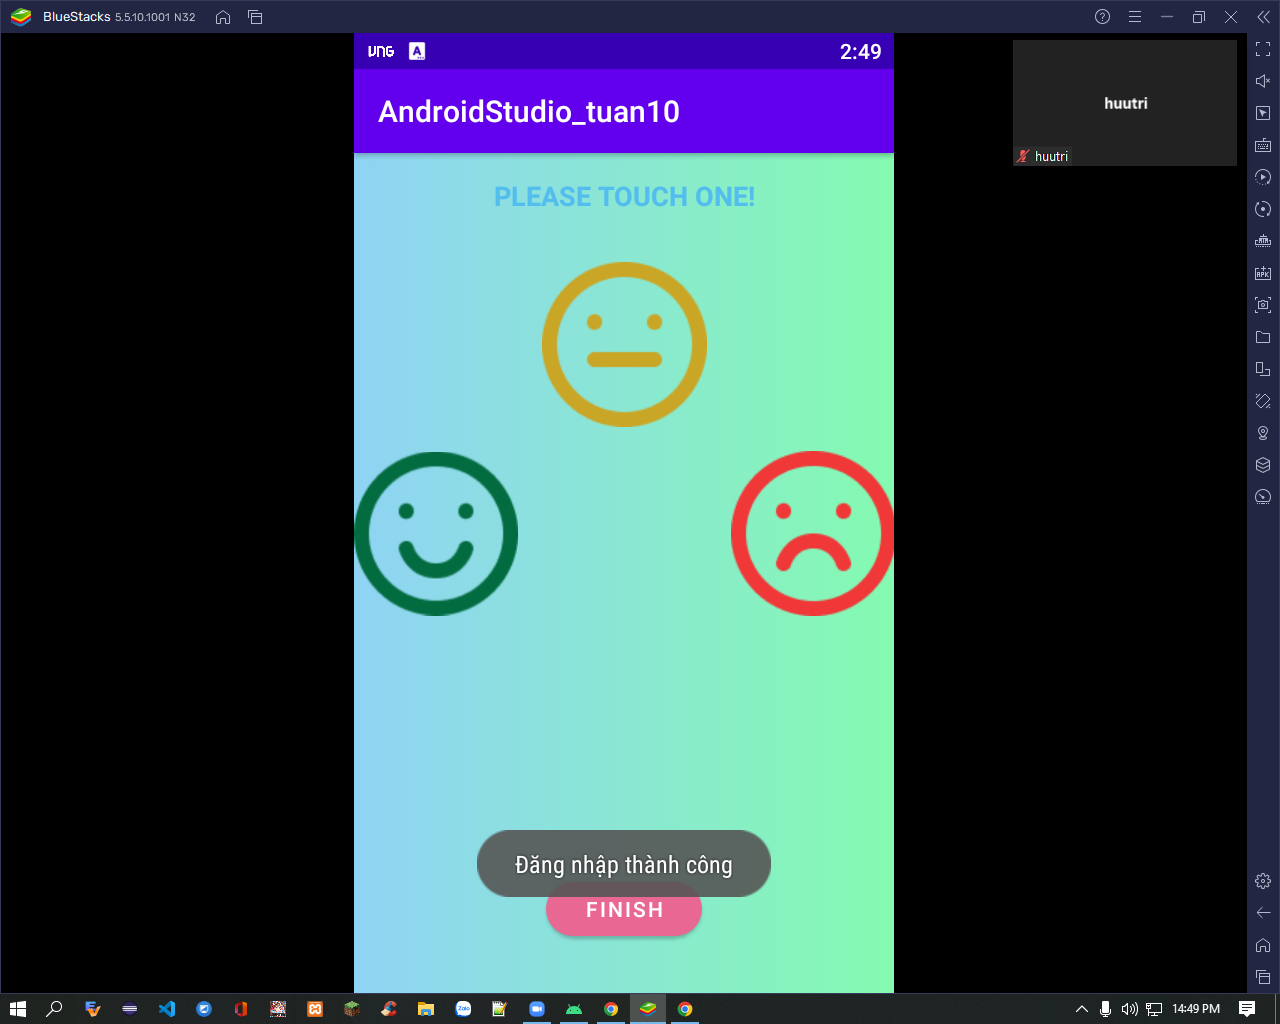 BlueStacks 5.5.10.1001 N32
VNG
A
2:49
AndroidStudio_tuan10
huutri
huutri
PLEASE TOUCH ONE!
Đăng nhập thành công
FINISH
Zalo
14:49 PM